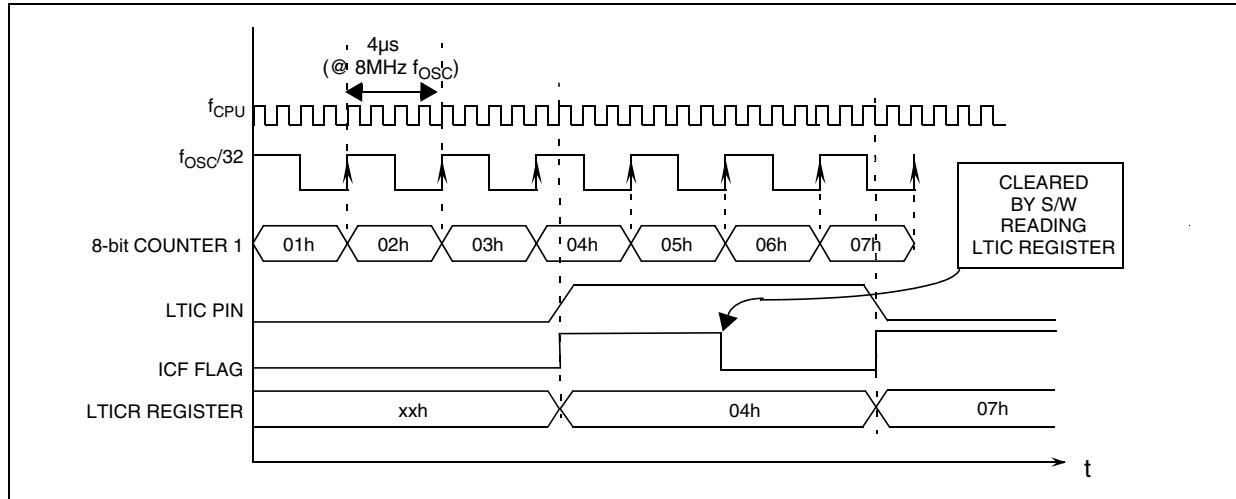 4µs
(@ 8MHz fOSC)
fCPU
fOSC/32
CLEARED
BY S/W
READING
LTIC REGISTER
8-bit COUNTER 1
01h 02h 03h 04h 05h 06h 07h
LTIC PIN
ICF FLAG
LTICR REGISTER
xxh 04h 07h
t